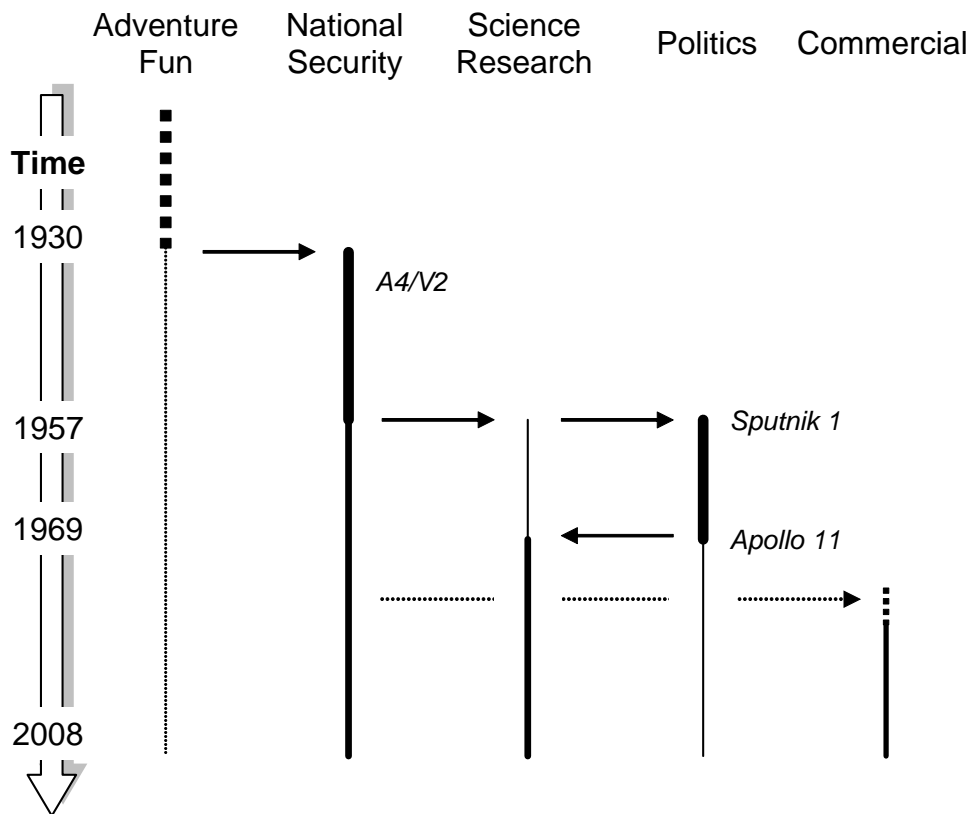 Adventure
Fun
National
Security
Science
Research
Politics
Commercial
Time
1930
A4/V2
1957
Sputnik 1
1969
Apollo 11
2008